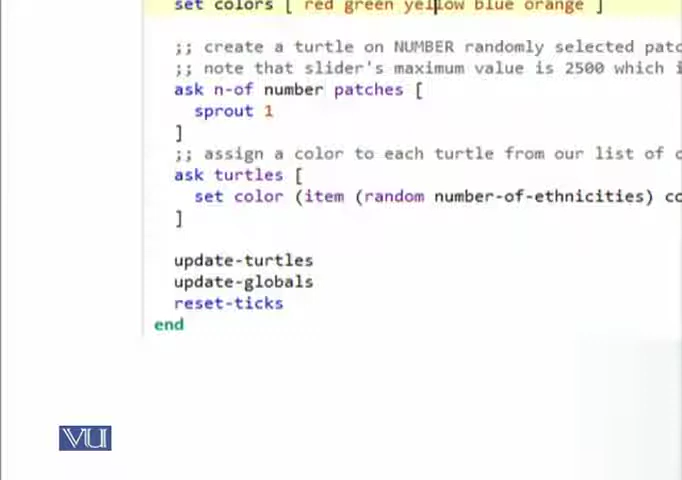 set colors [ red green yellow blue orange ]
;; create a turtle on NUMBER randomly selected patc
;; note that slider's maximum value is 2500 which i
ask n-of number patches [
sprout 1
]
;; assign a color to each turtle from our list of c
ask turtles [
set color (item (random number-of-ethnicities) co
]
update-turtles
update-globals
reset-ticks
end
VU